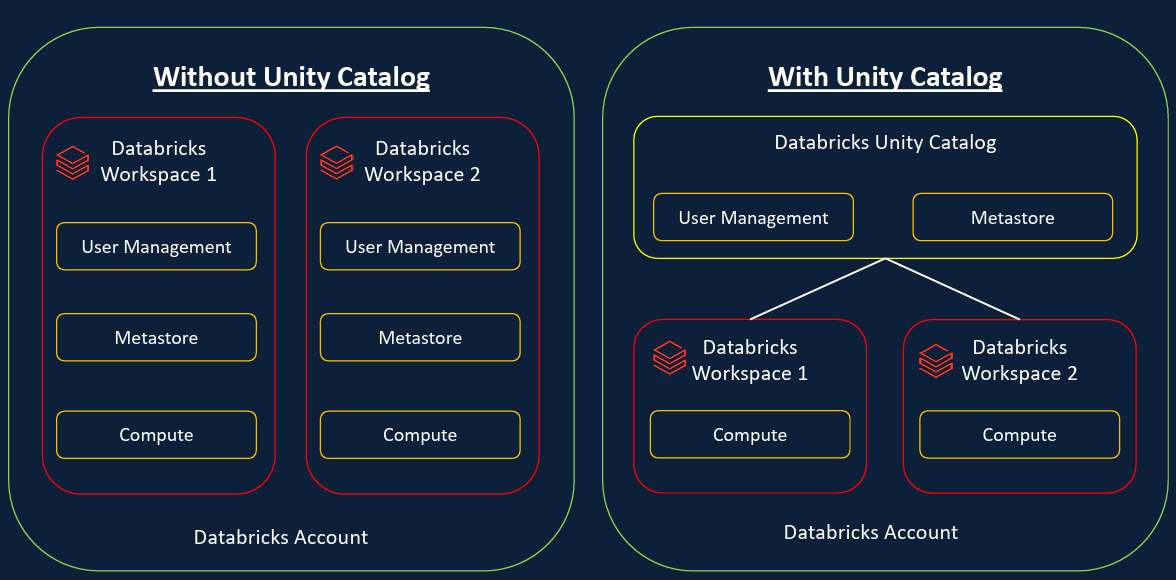 Without Unity Catalog
Databricks
Workspace 1
User Management
Metastore
Compute
Databricks
Workspace 2
User Management
Metastore
Compute
Databricks Account
With Unity Catalog
Databricks Unity Catalog
User Management
Metastore
Databricks
Workspace 1
Compute
Databricks
Workspace 2
Compute
Databricks Account